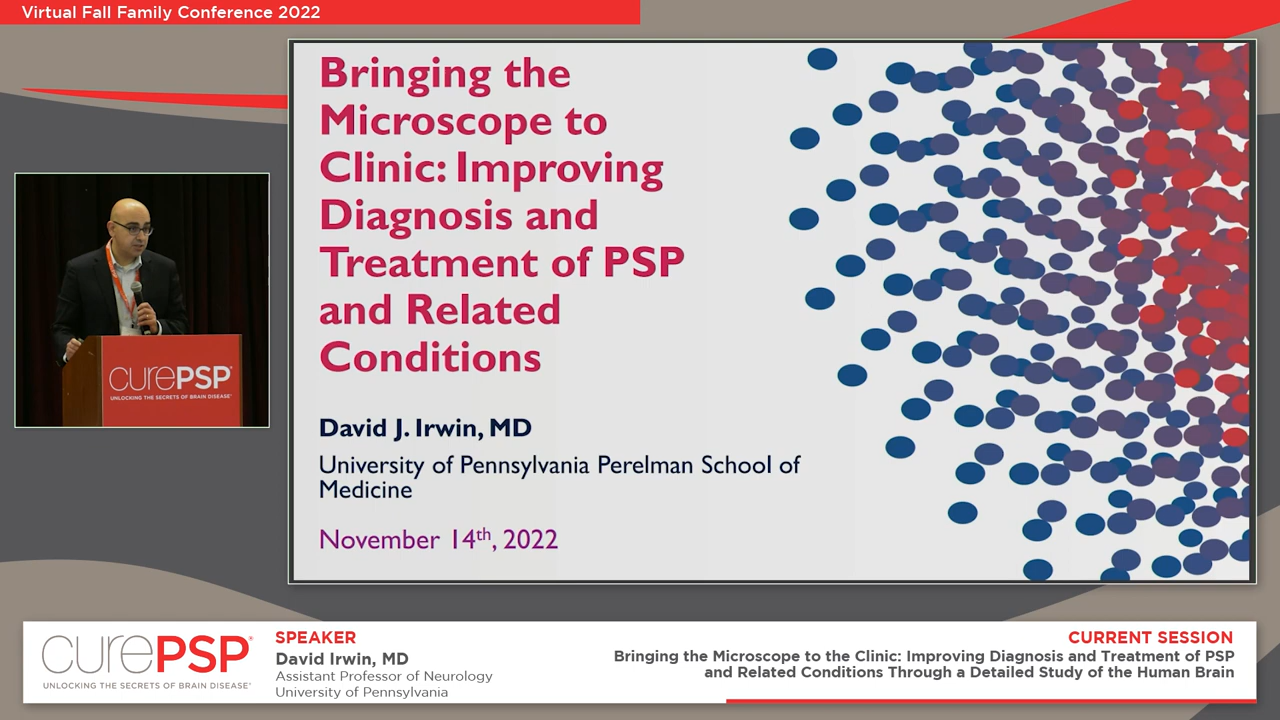 Virtual Fall Family Conference 2022
Bringing the
Microscope to
Clinic: Improving
Diagnosis and
Treatment of PSP
and Related
Conditions
David J. Irwin, MD
University of Pennsylvania Perelman School of
Medicine
November 14th, 2022
curePSP
UNLOCKING THE SECRETS OF BRAIN DISEASE®
curePSP®
UNLOCKING THE SECRETS OF BRAIN DISEASE®
SPEAKER
David Irwin, MD
Assistant Professor of Neurology
University of Pennsylvania
CURRENT SESSION
Bringing the Microscope to the Clinic: Improving Diagnosis and Treatment of PSP
and Related Conditions Through a Detailed Study of the Human Brain